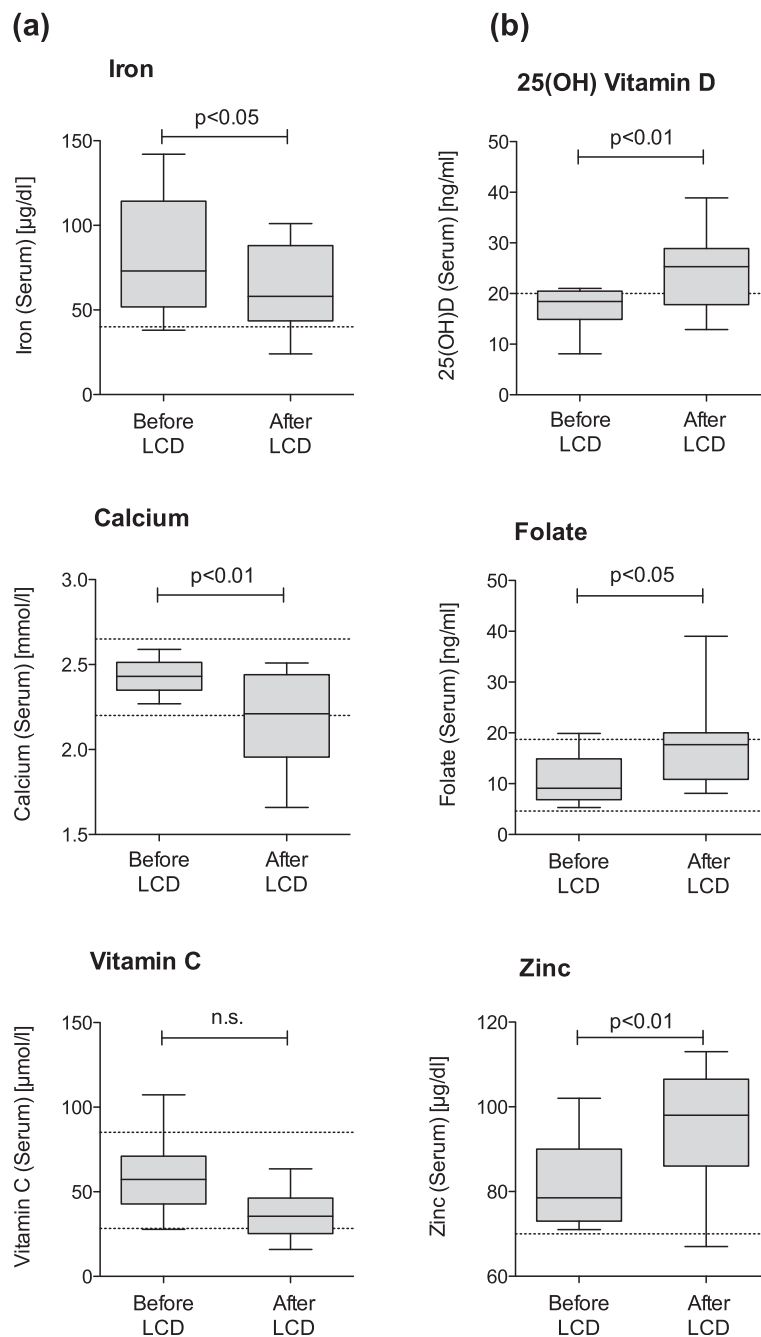 (a)
Iron
p<0.05
150
100
50
0
Iron (Serum) [µg/dl]
Before
LCD
After
LCD
Calcium
p<0.01
3.0
2.5
2.0
1.5
Calcium (Serum) [mmol/l]
Before
LCD
After
LCD
Vitamin C
n.s.
150
100
50
0
Vitamin C (Serum) [µmol/l]
Before
LCD
After
LCD
(b)
25(OH) Vitamin D
p<0.01
50
40
30
20
10
0
25(OH)D (Serum) [ng/ml]
Before
LCD
After
LCD
Folate
p<0.05
50
40
30
20
10
0
Folate (Serum) [ng/ml]
Before
LCD
After
LCD
Zinc
p<0.01
120
100
80
60
Zinc (Serum) [µg/dl]
Before
LCD
After
LCD